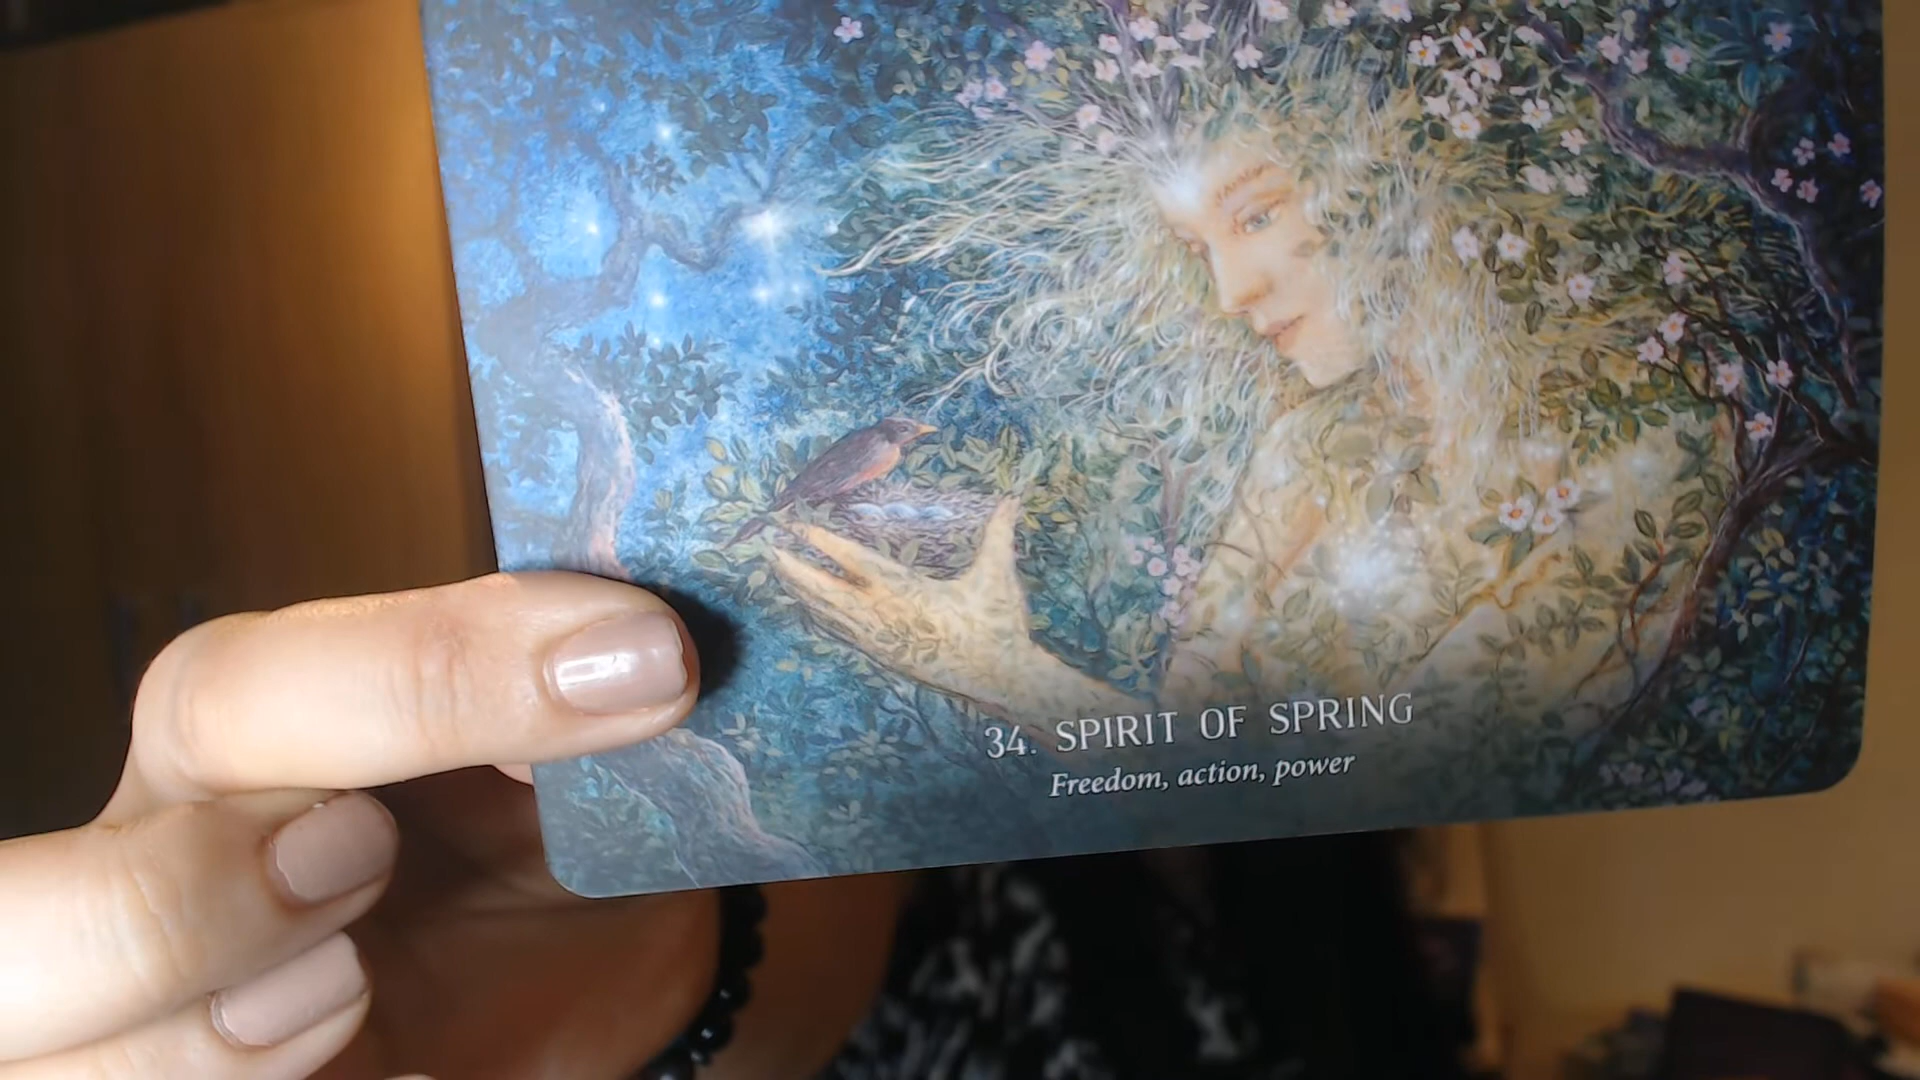 34. SPIRIT OF SPRING
Freedom, action, power